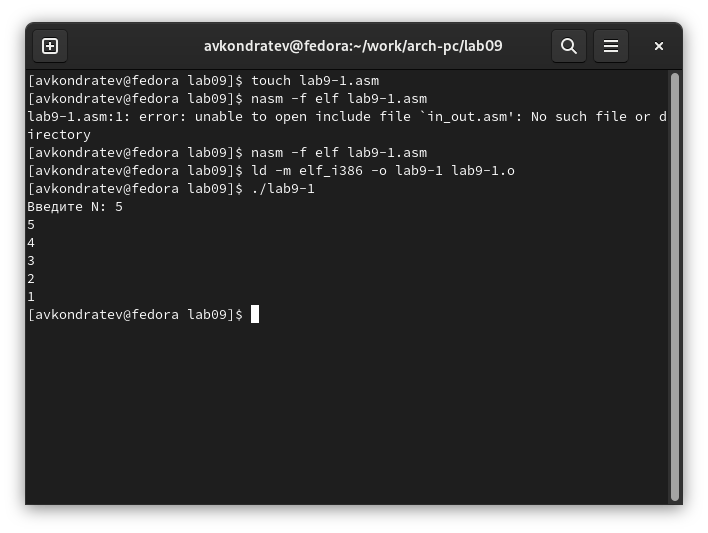 avkondratev@fedora:~/work/arch-pc/lab09
[avkondratev@fedora lab09]$ touch lab9-1.asm
[avkondratev@fedora lab09]$ nasm -f elf lab9-1.asm
lab9-1.asm:1: error: unable to open include file `in_out.asm': No such file or d
irectory
[avkondratev@fedora lab09]$ nasm -f elf lab9-1.asm
[avkondratev@fedora lab09]$ ld -m elf_i386 -o lab9-1 lab9-1.o
[avkondratev@fedora lab09]$ ./lab9-1
Введите N: 5
5
4
3
2
1
[avkondratev@fedora lab09]$